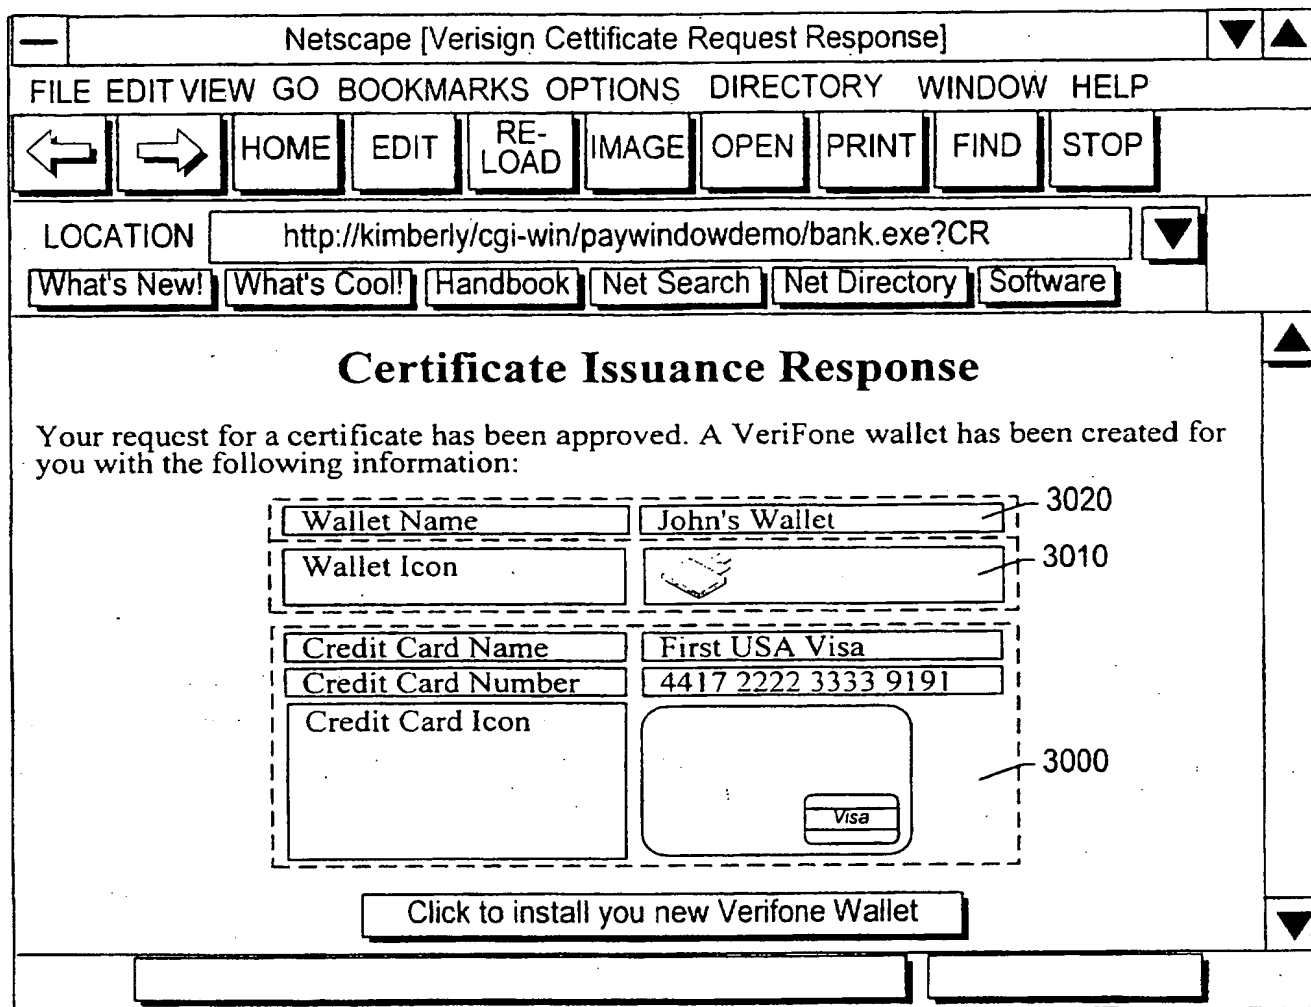 Netscape [Verisign Cettificate Request Response]
FILE EDIT VIEW GO BOOKMARKS OPTIONS DIRECTORY WINDOW HELP
HOME EDIT RE-LOAD IMAGE OPEN PRINT FIND STOP
LOCATION http://kimberly/cgi-win/paywindowdemo/bank.exe?CR
What's New! What's Cool! Handbook Net Search Net Directory Software
Certificate Issuance Response
Your request for a certificate has been approved. A VeriFone wallet has been created for
you with the following information:
Wallet Name John's Wallet 3020
Wallet Icon 3010
Credit Card Name First USA Visa
Credit Card Number 4417 2222 3333 9191
Credit Card Icon
3000
Visa
Click to install you new Verifone Wallet